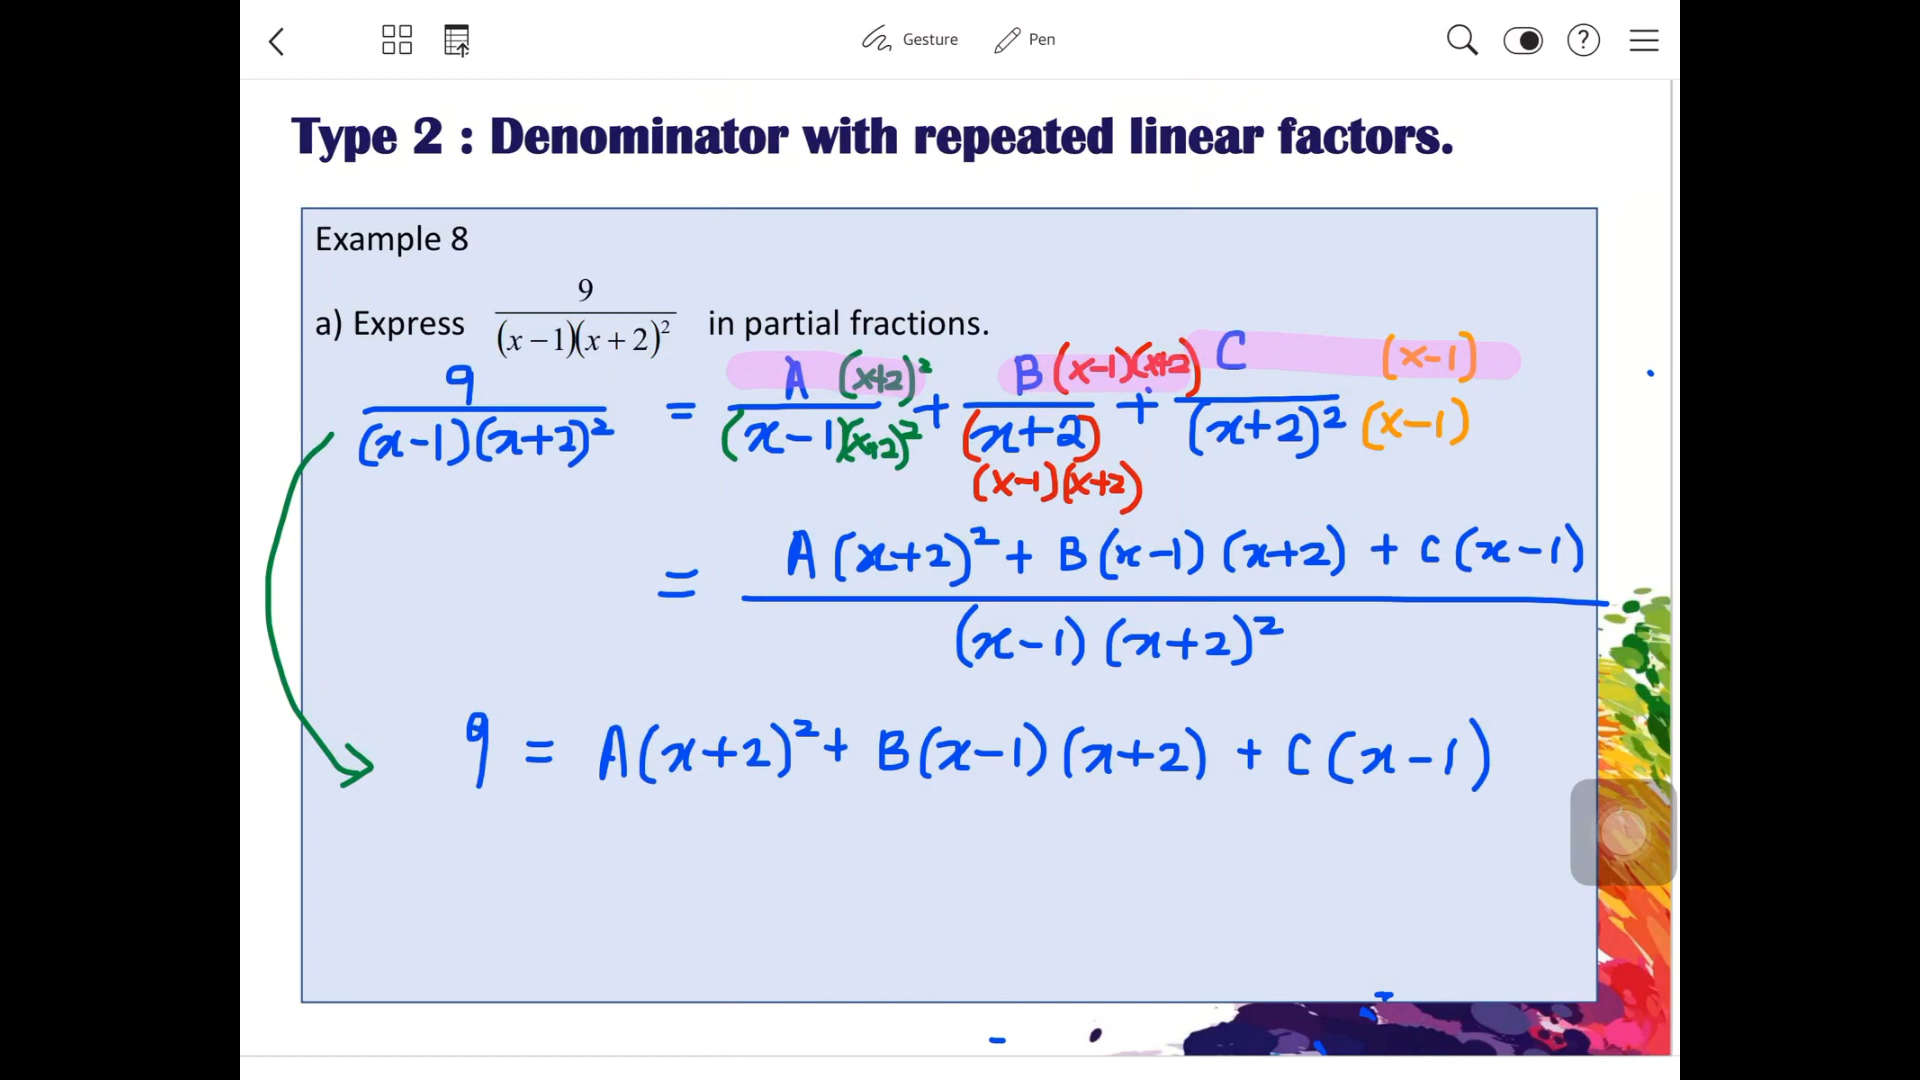 Gesture Pen
Type 2 : Denominator with repeated linear factors.
Example 8
a) Express 9/((x − 1)(x + 2)²) in partial fractions.
9/((x-1)(x+2)²) = A(x+2)²/((x-1)(x+2)²) + B(x-1)(x+2)/((x+2)(x-1)(x+2)) + C(x-1)/((x+2)²(x-1))
= (A(x+2)² + B(x-1)(x+2) + C(x-1))/((x-1)(x+2)²)
9 = A(x+2)² + B(x-1)(x+2) + C(x-1)